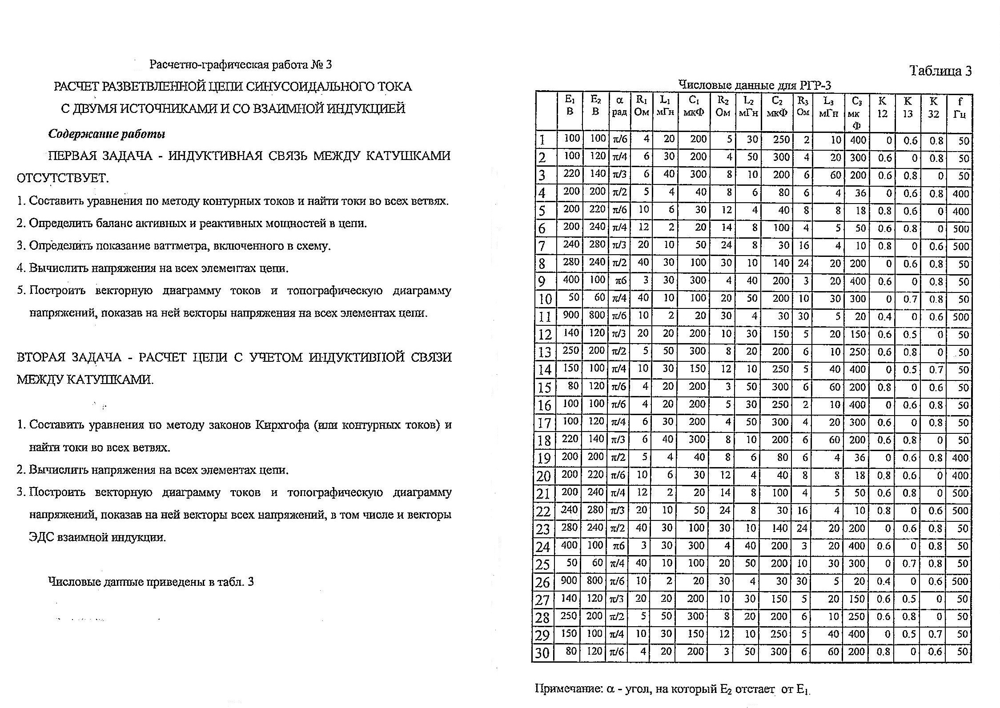 Расчетно-графическая работа № 3
РАСЧЕТ РАЗВЕТВЛЕННОЙ ЦЕПИ СИНУСОИДАЛЬНОГО ТОКА
С ДВУМЯ ИСТОЧНИКАМИ И СО ВЗАИМНОЙ ИНДУКЦИЕЙ
Содержание работы
ПЕРВАЯ ЗАДАЧА - ИНДУКТИВНАЯ СВЯЗЬ МЕЖДУ КАТУШКАМИ
ОТСУТСТВУЕТ.
1. Составить уравнения по методу контурных токов и найти токи во всех ветвях.
2. Определить баланс активных и реактивных мощностей в цепи.
3. Определить показание ваттметра, включенного в схему.
4. Вычислить напряжения на всех элементах цепи.
5. Построить векторную диаграмму токов и топографическую диаграмму
напряжений, показав на ней векторы напряжения на всех элементах цепи.
ВТОРАЯ ЗАДАЧА - РАСЧЕТ ЦЕПИ С УЧЕТОМ ИНДУКТИВНОЙ СВЯЗИ
МЕЖДУ КАТУШКАМИ.
1. Составить уравнения по методу законов Кирхгофа (или контурных токов) и
найти токи во всех ветвях.
2. Вычислить напряжения на всех элементах цепи.
3. Построить векторную диаграмму токов и топографическую диаграмму
напряжений, показав на ней векторы всех напряжений, в том числе и векторы
ЭДС взаимной индукции.
Числовые данные приведены в табл. 3
Таблица 3
Числовые данные для РГР-3
E1 E2 α R1 L1 C1 R2 L2 C2 R3 L3 C3 K K K f
В В рад Ом мГн мкФ Ом мГн мкФ Ом мГн мк 12 13 32 Гц
Ф
1 100 100 π/6 4 20 200 5 30 250 2 10 400 0 0.6 0.8 50
2 100 120 π/4 6 30 200 4 50 300 4 20 300 0.6 0 0.8 50
3 220 140 π/3 6 40 300 8 10 200 6 60 200 0.6 0.8 0 50
4 200 200 π/2 5 4 40 8 6 80 6 4 36 0 0.6 0.8 400
5 200 220 π/6 10 6 30 12 4 40 8 8 18 0.8 0.6 0 400
6 200 240 π/4 12 2 20 14 8 100 4 5 50 0.6 0.8 0 500
7 240 280 π/3 20 10 50 24 8 30 16 4 10 0.8 0 0.6 500
8 280 240 π/2 40 30 100 30 10 140 24 20 200 0 0.6 0.8 50
9 400 100 π6 3 30 300 4 40 200 3 20 400 0.6 0 0.8 50
10 50 60 π/4 40 10 100 20 50 200 10 30 300 0 0.7 0.8 50
11 900 800 π/6 10 2 20 30 4 30 30 5 20 0.4 0 0.6 500
12 140 120 π/3 20 20 200 10 30 150 5 20 150 0.6 0.5 0 50
13 250 200 π/2 5 50 300 8 20 200 6 10 250 0.6 0.8 0 50
14 150 100 π/4 10 30 150 12 10 250 5 40 400 0 0.5 0.7 50
15 80 120 π/6 4 20 200 3 50 300 6 60 200 0.8 0 0.6 50
16 100 100 π/6 4 20 200 5 30 250 2 10 400 0 0.6 0.8 50
17 100 120 π/4 6 30 200 4 50 300 4 20 300 0.6 0 0.8 50
18 220 140 π/3 6 40 300 8 10 200 6 60 200 0.6 0.8 0 50
19 200 200 π/2 5 4 40 8 6 80 6 4 36 0 0.6 0.8 400
20 200 220 π/6 10 6 30 12 4 40 8 8 18 0.8 0.6 0 400
21 200 240 π/4 12 2 20 14 8 100 4 5 50 0.6 0.8 0 500
22 240 280 π/3 20 10 50 24 8 30 16 4 10 0.8 0 0.6 500
23 280 240 π/2 40 30 100 30 10 140 24 20 200 0 0.6 0.8 50
24 400 100 π6 3 30 300 4 40 200 3 20 400 0.6 0 0.8 50
25 50 60 π/4 40 10 100 20 50 200 10 30 300 0 0.7 0.8 50
26 900 800 π/6 10 2 20 30 4 30 30 5 20 0.4 0 0.6 500
27 140 120 π/3 20 20 200 10 30 150 5 20 150 0.6 0.5 0 50
28 250 200 π/2 5 50 300 8 20 200 6 10 250 0.6 0.8 0 50
29 150 100 π/4 10 30 150 12 10 250 5 40 400 0 0.5 0.7 50
30 80 120 π/6 4 20 200 3 50 300 6 60 200 0.8 0 0.6 50
Примечание: α - угол, на который E2 отстает от E1.